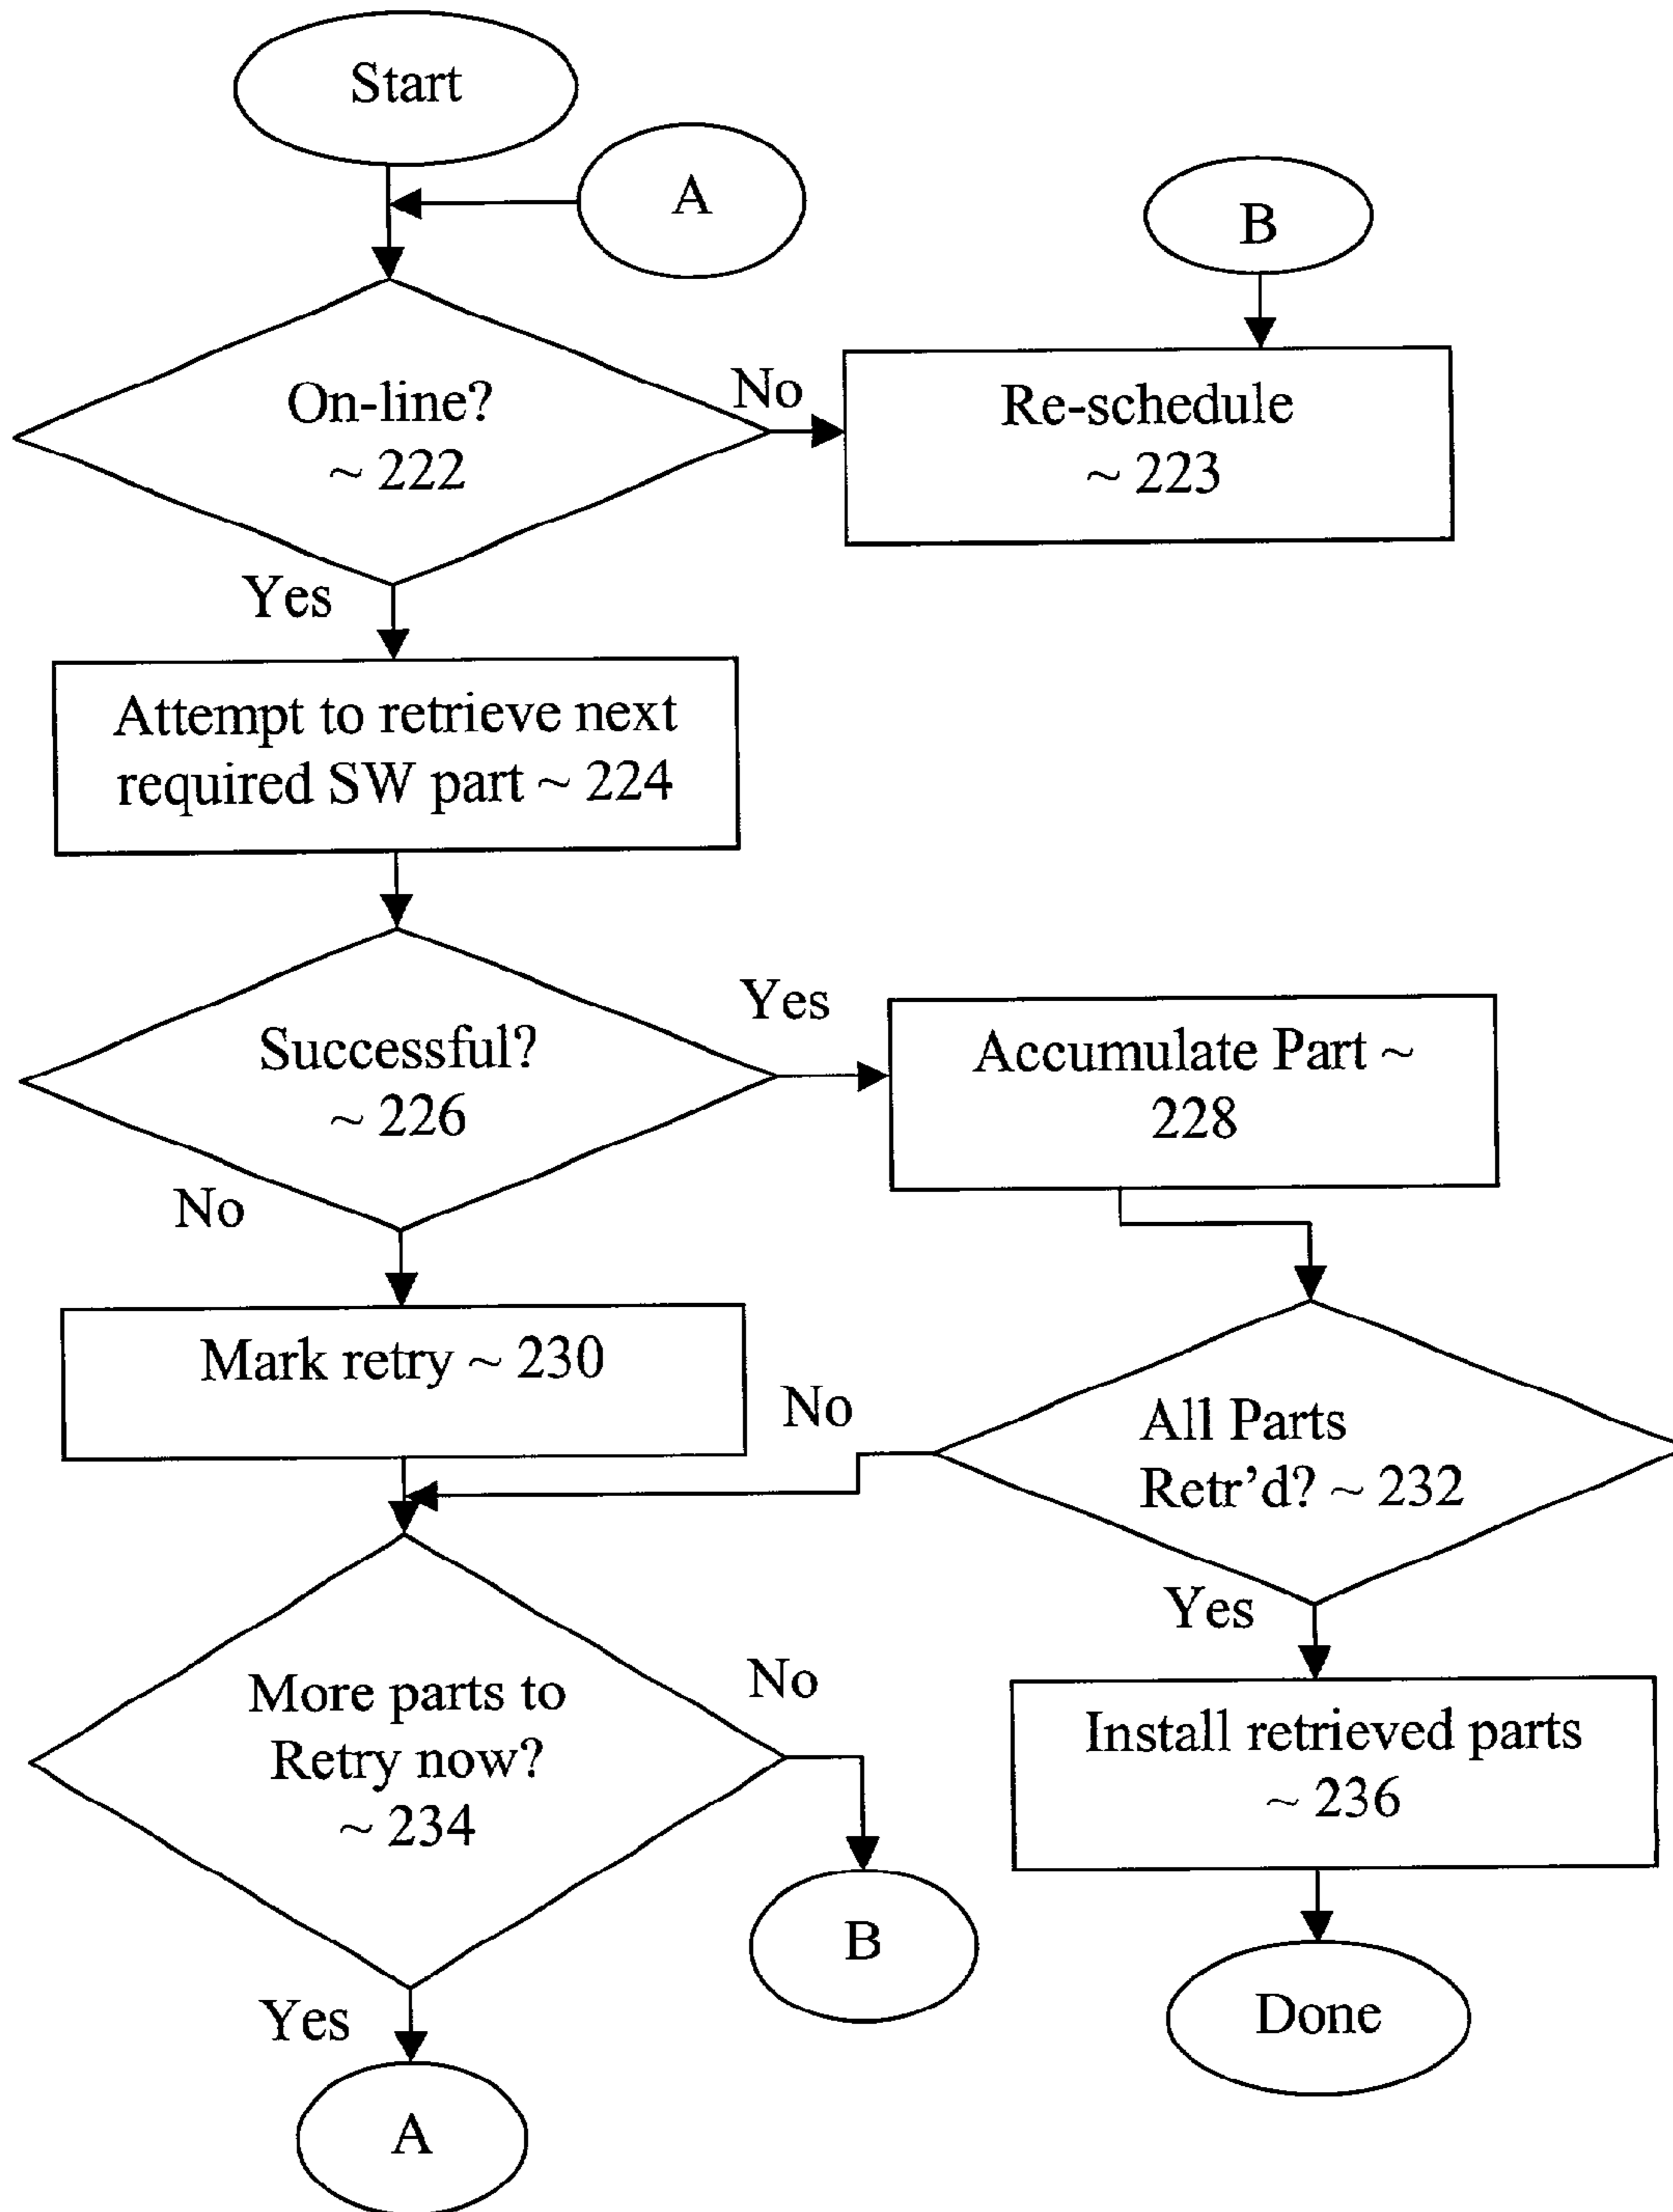 Start
A
B
On-line?
~ 222
No
Re-schedule
~ 223
Yes
Attempt to retrieve next
required SW part ~ 224
Successful?
~ 226
Yes
Accumulate Part ~
228
No
Mark retry ~ 230
No
All Parts
Retr'd? ~ 232
Yes
More parts to
Retry now?
~ 234
No
Install retrieved parts
~ 236
B
Done
Yes
A